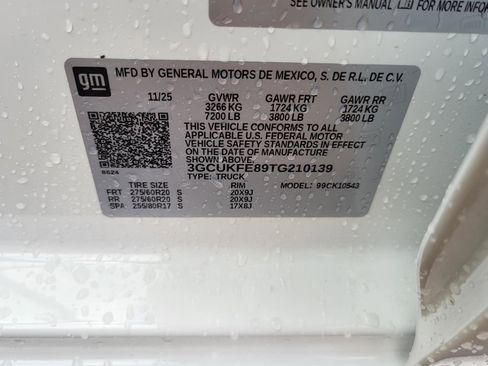 SEE OWNER'S MANUAL FOR MORE INFOR
gm
MFD BY GENERAL MOTORS DE MEXICO, S. DE R.L. DE C.V.
11/25 GVWR GAWR FRT GAWR RR
3266 KG 1724 KG 1724 KG
7200 LB 3800 LB 3800 LB
THIS VEHICLE CONFORMS TO ALL
APPLICABLE U.S. FEDERAL MOTOR
VEHICLE SAFETY STANDARDS IN EFFECT
ON THE DATE OF MANUFACTURE
SHOWN ABOVE.
3GCUKFE89TG210139
8624 TYPE: TRUCK
TIRE SIZE RIM MODEL: 99CK10543
FRT 275/60R20 S 20X9J
RR 275/60R20 S 20X9J
SPA 255/80R17 S 17X8J